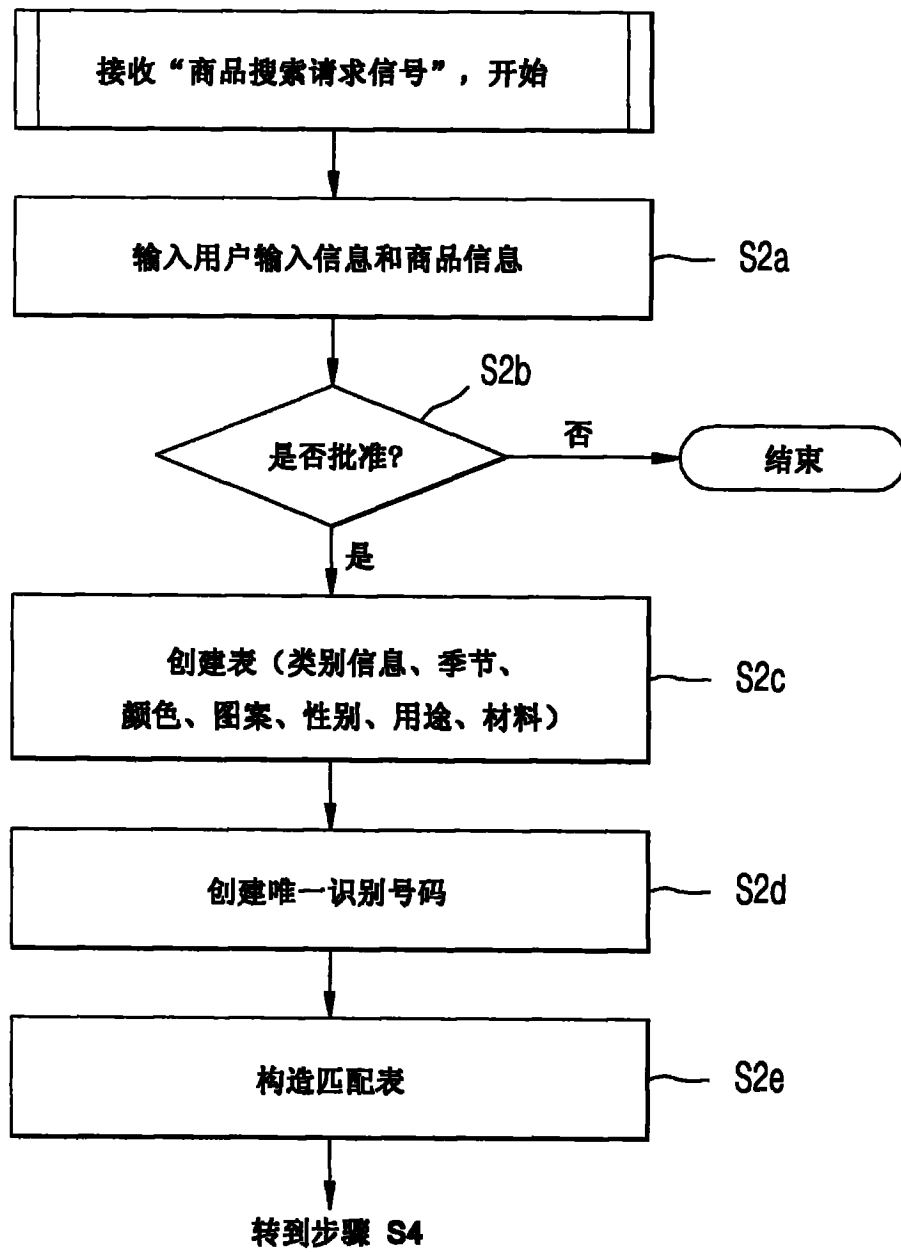 接收“商品搜索请求信号”，开始
输入用户输入信息和商品信息
S2a
S2b
是否批准?
否
结束
是
创建表（类别信息、季节、
颜色、图案、性别、用途、材料）
S2c
创建唯一识别号码
S2d
构造匹配表
S2e
转到步骤 S4